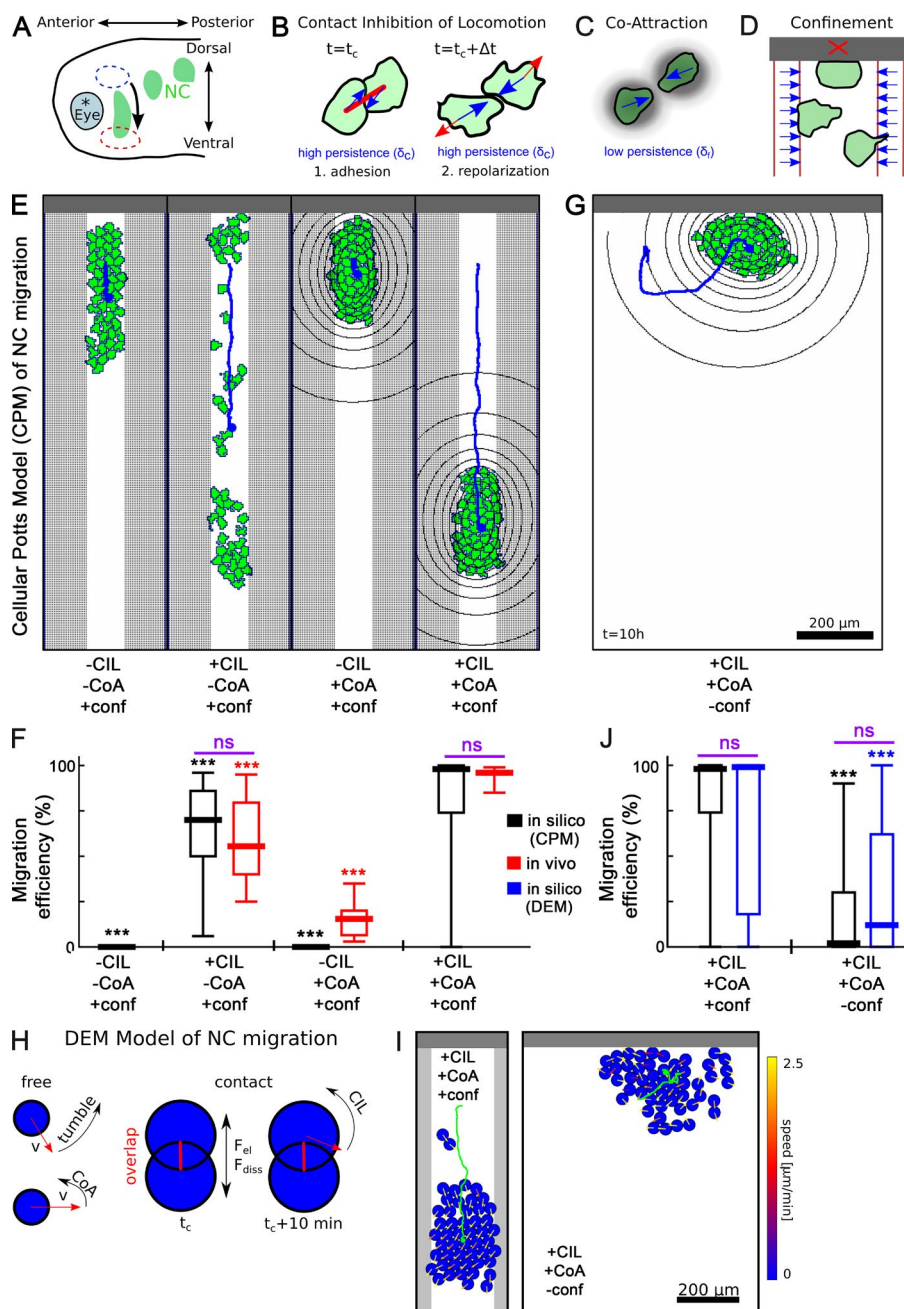 A
Anterior
Posterior
Dorsal
NC
*
Eye
Ventral
B
Contact Inhibition of Locomotion
t=tc
t=tc+Δt
high persistence (δc)
high persistence (δc)
1. adhesion
2. repolarization
C
Co-Attraction
low persistence (δf)
D
Confinement
E
Cellular Potts Model (CPM) of NC migration
-CIL
-CoA
+conf
+CIL
-CoA
+conf
-CIL
+CoA
+conf
+CIL
+CoA
+conf
G
t=10h
200 µm
+CIL
+CoA
-conf
F
Migration
efficiency (%)
100
0
***
ns
***
***
***
***
ns
in silico
(CPM)
in vivo
in silico
(DEM)
-CIL
-CoA
+conf
+CIL
-CoA
+conf
-CIL
+CoA
+conf
+CIL
+CoA
+conf
J
Migration
efficiency (%)
100
0
ns
ns
***
***
+CIL
+CoA
+conf
+CIL
+CoA
-conf
H
DEM Model of NC migration
free
contact
tumble
v
CoA
v
overlap
Fel
Fdiss
CIL
tc
tc+10 min
I
+CIL
+CoA
+conf
+CIL
+CoA
-conf
200 µm
2.5
speed [µm/min]
0